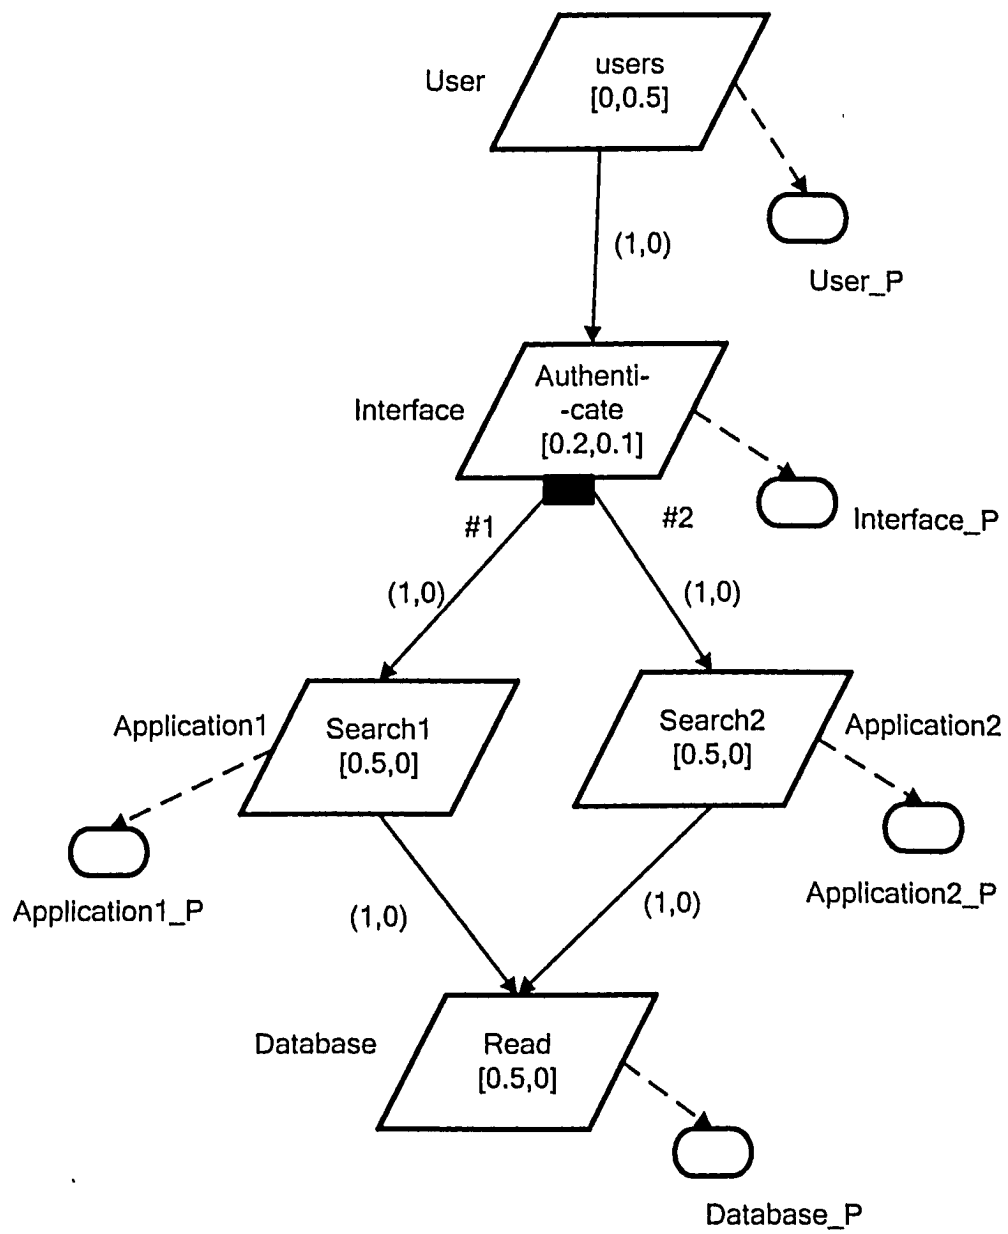 users
User
[0,0.5]
(1,0)
User_P
Authenti-
Interface
-cate
[0.2,0.1]
#1
#2
Interface_P
(1,0)
(1,0)
Application1
Search1
[0.5,0]
Search2
[0.5,0]
Application2
Application1_P
Application2_P
(1,0)
(1,0)
Database
Read
[0.5,0]
Database_P